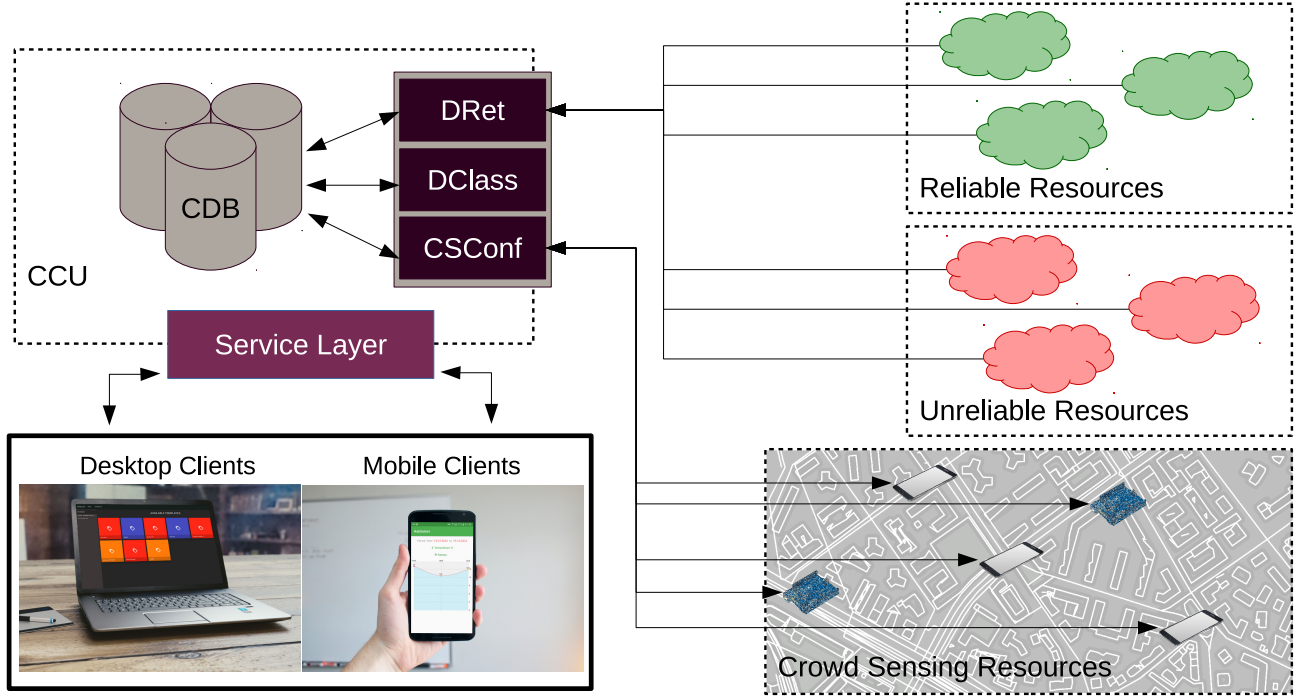 DRet
DClass
CSConf
CDB
CCU
Service Layer
Reliable Resources
Unreliable Resources
Desktop Clients
Mobile Clients
Crowd Sensing Resources